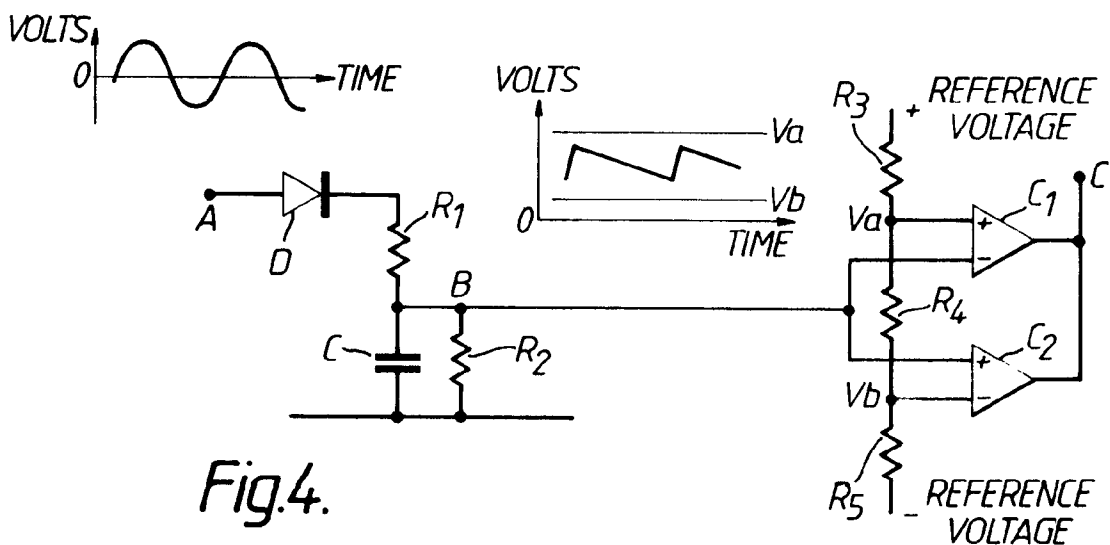 VOLTS
0
TIME
A
D
R1
B
C
R2
VOLTS
Va
Vb
0
TIME
R3
+ REFERENCE
VOLTAGE
Va
+
-
C1
C
R4
+
-
C2
Vb
R5
- REFERENCE
VOLTAGE
Fig.4.